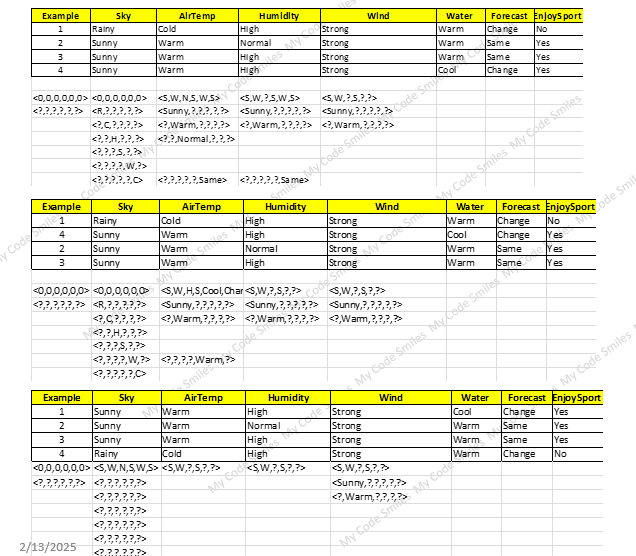 Example Sky AirTemp Humidity Wind Water Forecast EnjoySport
1 Rainy Cold High Strong Warm Change No
2 Sunny Warm Normal Strong Warm Same Yes
3 Sunny Warm High Strong Warm Same Yes
4 Sunny Warm High Strong Cool Change Yes
<0,0,0,0,0,0> <0,0,0,0,0,0> <S,W,N,S,W,S> <S,W,?,S,W,S> <S,W,?,S,?,?>
<?,?,?,?,?,?> <R,?,?,?,?,?> <Sunny,?,?,?,?,?> <Sunny,?,?,?,?,?> <Sunny,?,?,?,?,?>
<?,C,?,?,?,?> <?,Warm,?,?,?,?> <?,Warm,?,?,?,?> <?,Warm,?,?,?,?>
<?,?,H,?,?,?> <?,?,Normal,?,?,?>
<?,?,?,S,?,?>
<?,?,?,?,W,?>
<?,?,?,?,?,C> <?,?,?,?,?,Same> <?,?,?,?,?,Same>
Example Sky AirTemp Humidity Wind Water Forecast EnjoySport
1 Rainy Cold High Strong Warm Change No
4 Sunny Warm High Strong Cool Change Yes
2 Sunny Warm Normal Strong Warm Same Yes
3 Sunny Warm High Strong Warm Same Yes
<0,0,0,0,0,0> <0,0,0,0,0,0> <S,W,H,S,Cool,Char <S,W,?,S,?,?> <S,W,?,S,?,?>
<?,?,?,?,?,?> <R,?,?,?,?,?> <Sunny,?,?,?,?,?> <Sunny,?,?,?,?,?> <Sunny,?,?,?,?,?>
<?,C,?,?,?,?> <?,Warm,?,?,?,?> <?,Warm,?,?,?,?> <?,Warm,?,?,?,?>
<?,?,H,?,?,?>
<?,?,?,S,?,?>
<?,?,?,?,W,?> <?,?,?,?,Warm,?>
<?,?,?,?,?,C>
Example Sky AirTemp Humidity Wind Water Forecast EnjoySport
1 Sunny Warm High Strong Cool Change Yes
2 Sunny Warm Normal Strong Warm Same Yes
3 Sunny Warm High Strong Warm Same Yes
4 Rainy Cold High Strong Warm Change No
<0,0,0,0,0,0> <S,W,N,S,W,S> <S,W,?,S,?,?> <S,W,?,S,?,?> <S,W,?,S,?,?>
<?,?,?,?,?,?> <?,?,?,?,?,?> <Sunny,?,?,?,?,?>
<?,?,?,?,?,?> <?,Warm,?,?,?,?>
<?,?,?,?,?,?>
<?,?,?,?,?,?>
<?,?,?,?,?,?>
2/13/2025 <?,?,?,?,?,?>
My Code Smiles My Code Smiles My Code Smiles